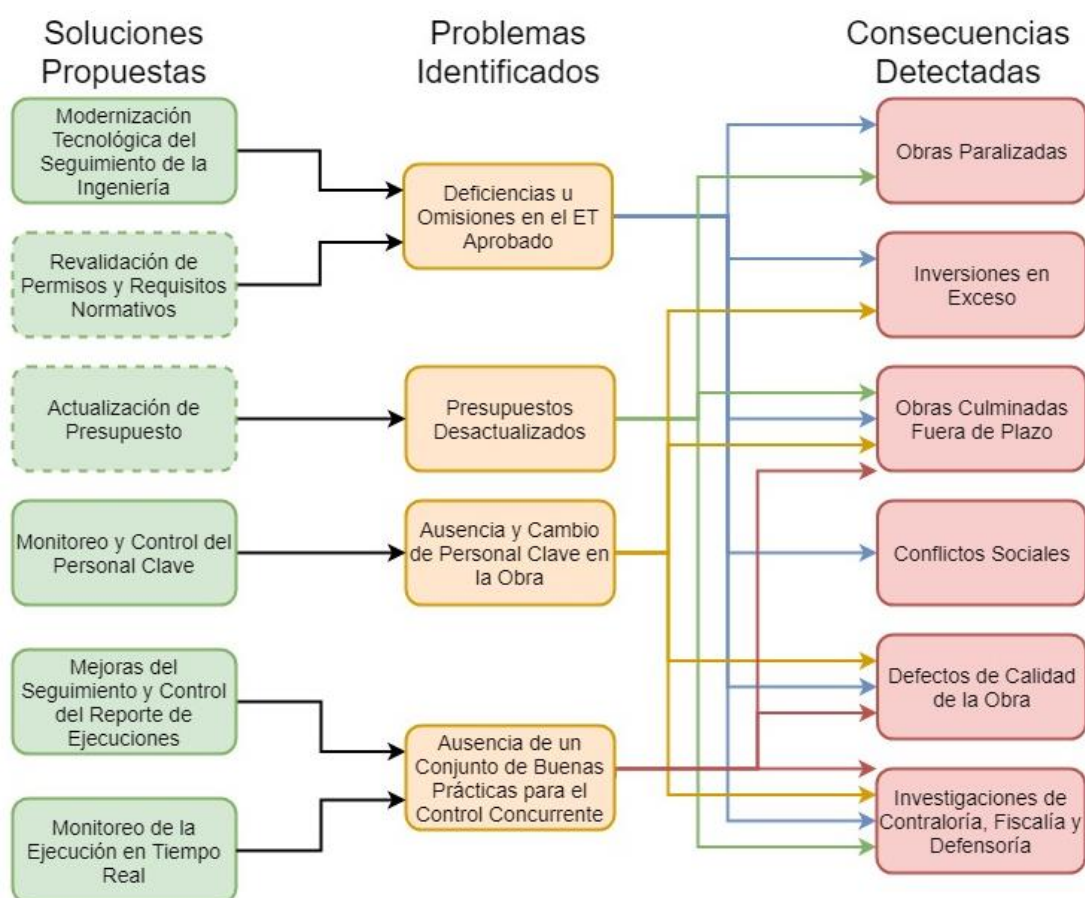 Soluciones
Propuestas
Problemas
Identificados
Consecuencias
Detectadas
Modernización
Tecnológica del
Seguimiento de la
Ingeniería
Revalidación de
Permisos y Requisitos
Normativos
Actualización de
Presupuesto
Monitoreo y Control del
Personal Clave
Mejoras del
Seguimiento y Control
del Reporte de
Ejecuciones
Monitoreo de la
Ejecución en Tiempo
Real
Deficiencias u
Omisiones en el ET
Aprobado
Presupuestos
Desactualizados
Ausencia y Cambio
de Personal Clave en
la Obra
Ausencia de un
Conjunto de Buenas
Prácticas para el
Control Concurrente
Obras Paralizadas
Inversiones en
Exceso
Obras Culminadas
Fuera de Plazo
Conflictos Sociales
Defectos de Calidad
de la Obra
Investigaciones de
Contraloría, Fiscalía y
Defensoría